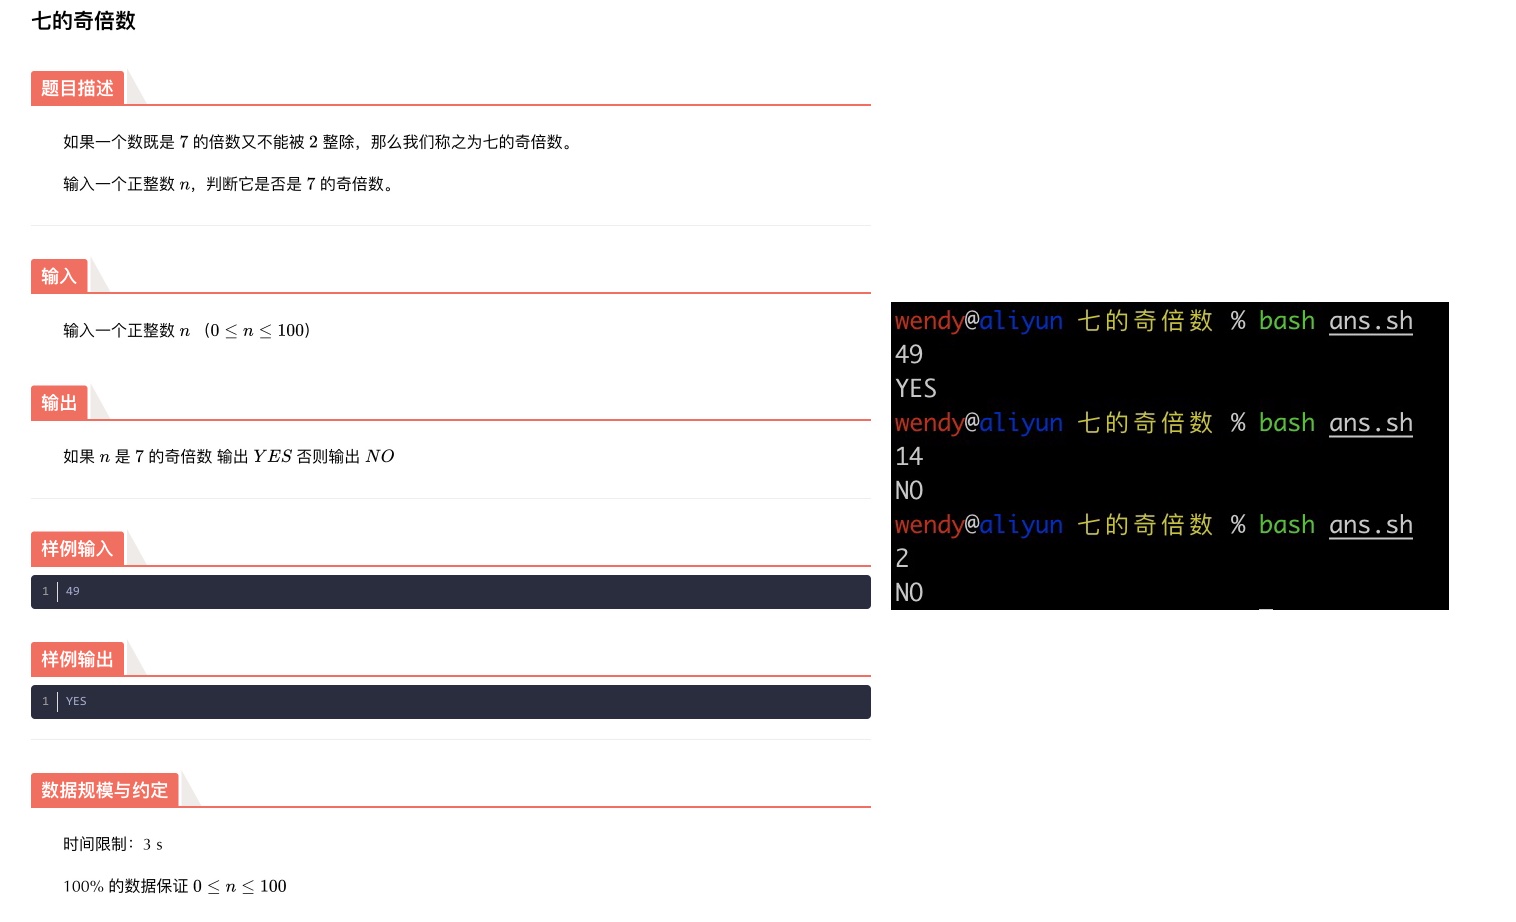 七的奇倍数
题目描述
如果一个数既是 7 的倍数又不能被 2 整除，那么我们称之为七的奇倍数。
输入一个正整数 n，判断它是否是 7 的奇倍数。
输入
输入一个正整数 n （0 ≤ n ≤ 100）
输出
如果 n 是 7 的奇倍数 输出 YES 否则输出 NO
样例输入
1 49
样例输出
1 YES
数据规模与约定
时间限制：3 s
100% 的数据保证 0 ≤ n ≤ 100
wendy@aliyun 七的奇倍数 % bash ans.sh
49
YES
wendy@aliyun 七的奇倍数 % bash ans.sh
14
NO
wendy@aliyun 七的奇倍数 % bash ans.sh
2
NO